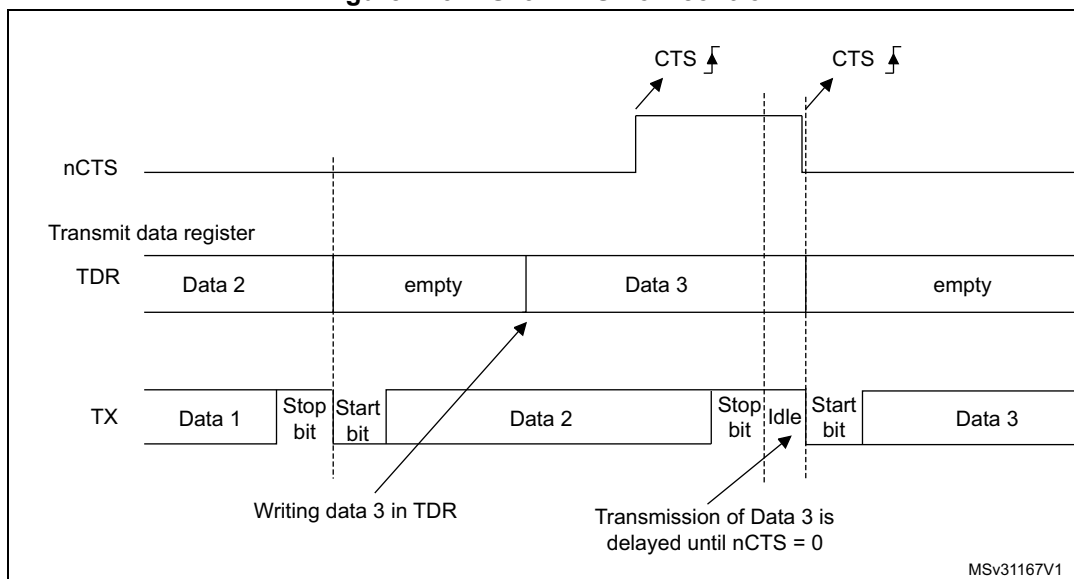 CTS CTS
nCTS
Transmit data register
TDR Data 2 empty Data 3 empty
TX Data 1 Stop bit Start bit Data 2 Stop bit Idle Start bit Data 3
Writing data 3 in TDR
Transmission of Data 3 is
delayed until nCTS = 0
MSv31167V1